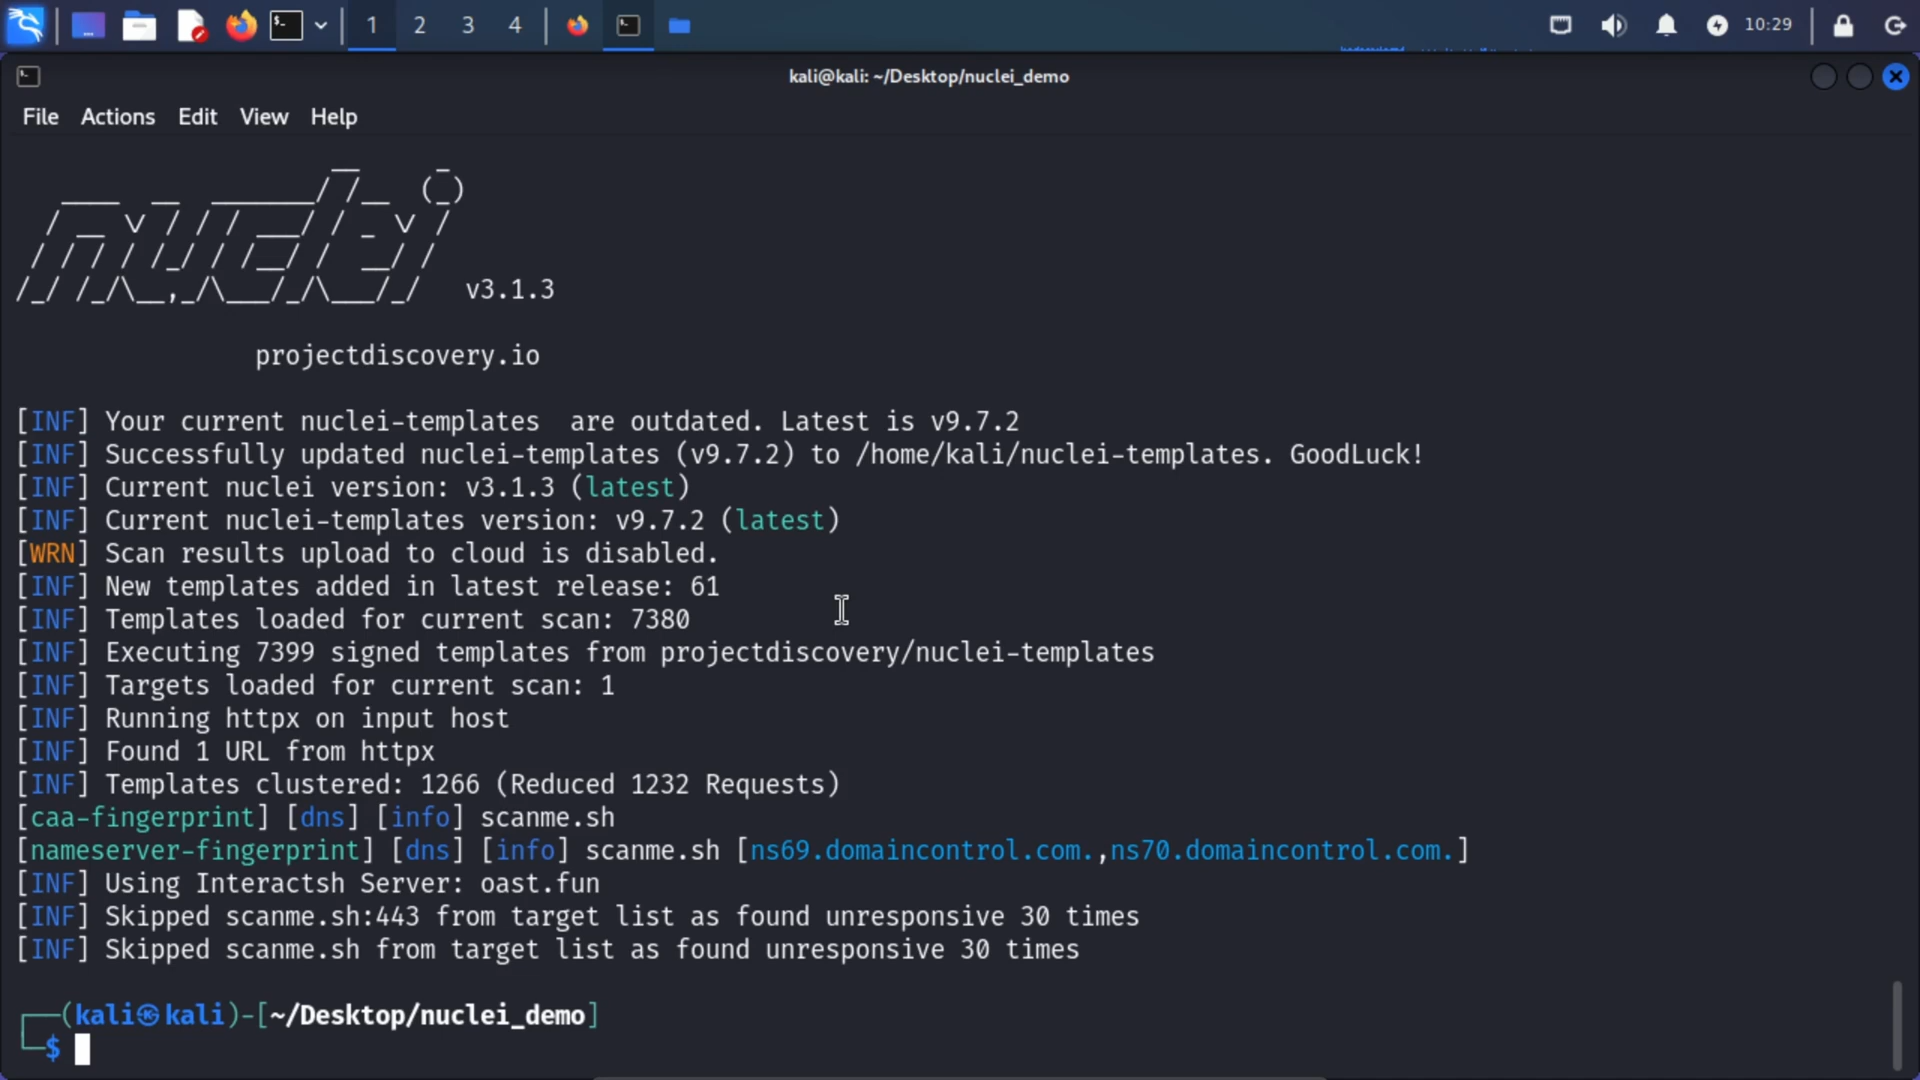 1 2 3 4 10:29
kali@kali: ~/Desktop/nuclei_demo
File Actions Edit View Help
nuclei v3.1.3
projectdiscovery.io
[INF] Your current nuclei-templates  are outdated. Latest is v9.7.2
[INF] Successfully updated nuclei-templates (v9.7.2) to /home/kali/nuclei-templates. GoodLuck!
[INF] Current nuclei version: v3.1.3 (latest)
[INF] Current nuclei-templates version: v9.7.2 (latest)
[WRN] Scan results upload to cloud is disabled.
[INF] New templates added in latest release: 61
[INF] Templates loaded for current scan: 7380
[INF] Executing 7399 signed templates from projectdiscovery/nuclei-templates
[INF] Targets loaded for current scan: 1
[INF] Running httpx on input host
[INF] Found 1 URL from httpx
[INF] Templates clustered: 1266 (Reduced 1232 Requests)
[caa-fingerprint] [dns] [info] scanme.sh
[nameserver-fingerprint] [dns] [info] scanme.sh [ns69.domaincontrol.com.,ns70.domaincontrol.com.]
[INF] Using Interactsh Server: oast.fun
[INF] Skipped scanme.sh:443 from target list as found unresponsive 30 times
[INF] Skipped scanme.sh from target list as found unresponsive 30 times
┌──(kali㉿kali)-[~/Desktop/nuclei_demo]
└─$